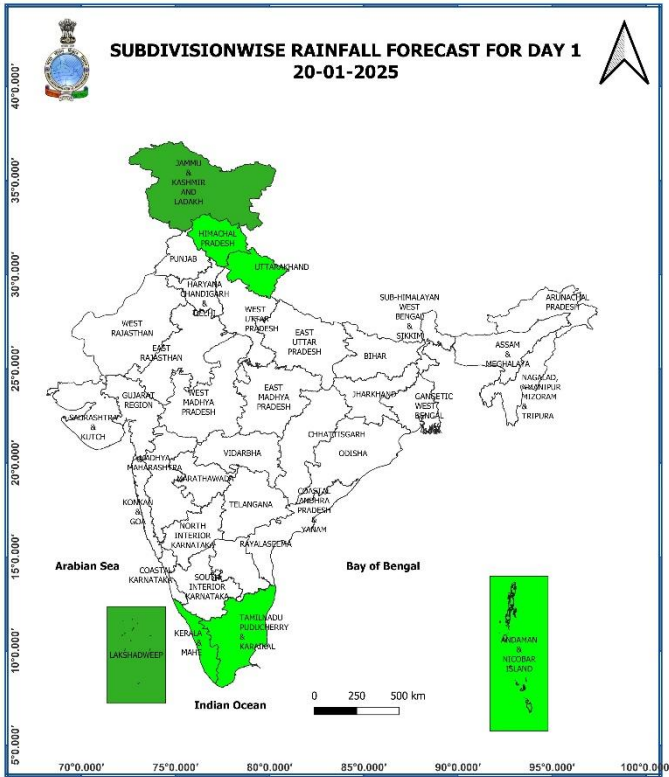 SUBDIVISIONWISE RAINFALL FORECAST FOR DAY 1
20-01-2025
40°0.000'
35°0.000'
30°0.000'
25°0.000'
20°0.000'
15°0.000'
10°0.000'
5°0.000'
JAMMU
&
KASHMIR
AND
LADAKH
HIMACHAL
PRADESH
PUNJAB
UTTARAKHAND
HARYANA
CHANDIGARH
&
DELHI
WEST
UTTAR
PRADESH
WEST
RAJASTHAN
EAST
RAJASTHAN
EAST
UTTAR
PRADESH
BIHAR
SUB-HIMALAYAN
WEST
BENGAL
&
SIKKIM
ARUNACHAL
PRADESH
ASSAM
&
MEGHALAYA
NAGALAD,
MANIPUR
MIZORAM
&
TRIPURA
GUJARAT
REGION
SAURASHTRA
&
KUTCH
WEST
MADHYA
PRADESH
EAST
MADHYA
PRADESH
JHARKHAND
GANGETIC
WEST
BENGAL
CHHATTISGARH
ODISHA
VIDARBHA
MADHYA
MAHARASHTRA
MARATHAWADA
KONKAN
&
GOA
TELANGANA
COASTAL
ANDHRA
PRADESH
&
YANAM
NORTH
INTERIOR
KARNATAKA
RAYALASEEMA
COASTAL
KARNATAKA
SOUTH
INTERIOR
KARNATAKA
Arabian Sea
Bay of Bengal
TAMILNADU
PUDUCHERRY
&
KARAIKAL
KERALA
&
MAHE
LAKSHADWEEP
ANDAMAN
&
NICOBAR
ISLAND
Indian Ocean
0 250 500 km
70°0.000' 75°0.000' 80°0.000' 85°0.000' 90°0.000' 95°0.000' 100°0.000'